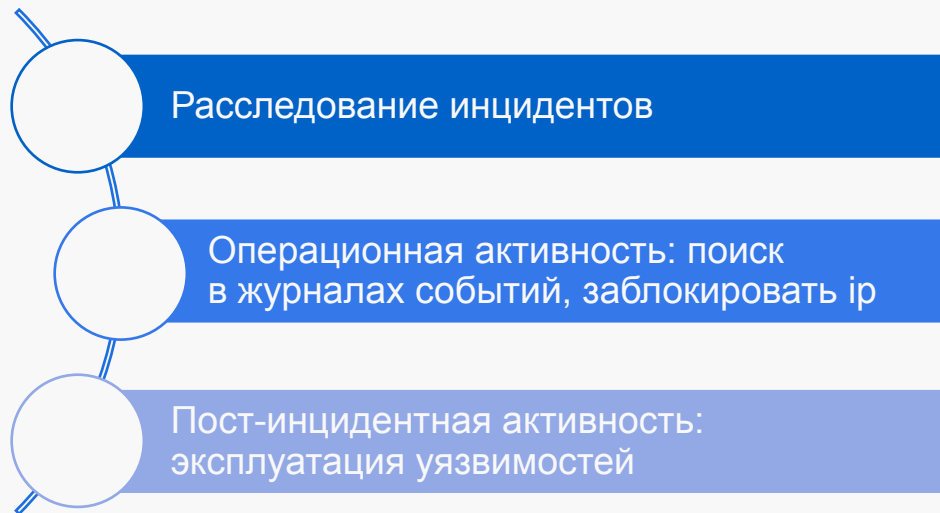 Расследование инцидентов
Операционная активность: поиск
в журналах событий, заблокировать ip
Пост-инцидентная активность:
эксплуатация уязвимостей